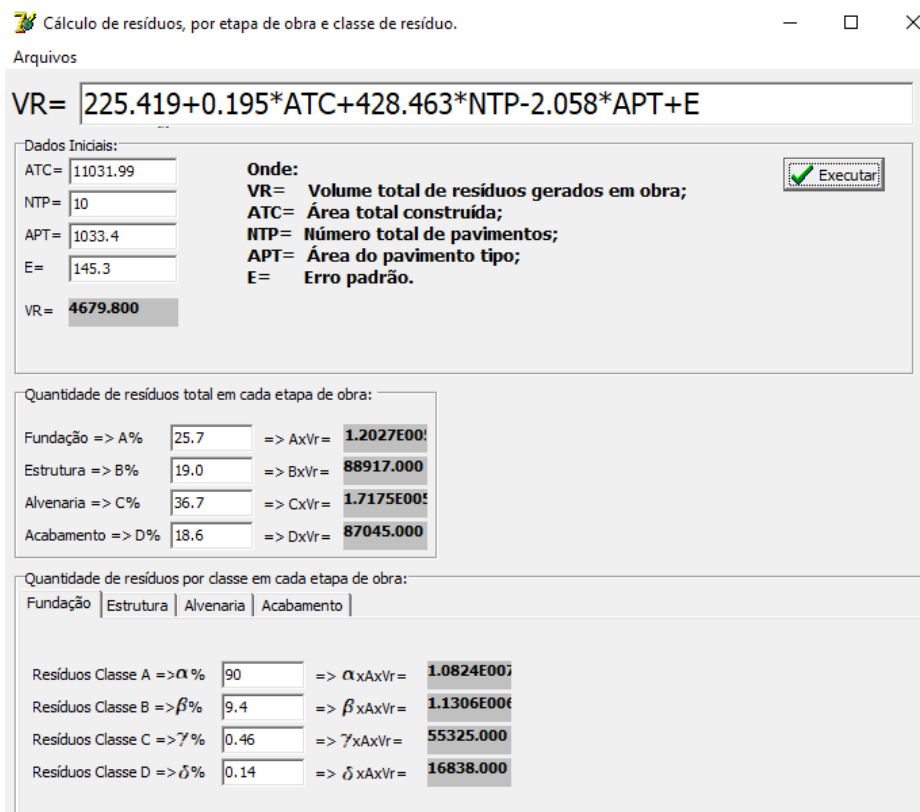 Cálculo de resíduos, por etapa de obra e classe de resíduo.
Arquivos
VR= 225.419+0.195*ATC+428.463*NTP-2.058*APT+E
Dados Iniciais:
ATC= 11031.99
NTP= 10
APT= 1033.4
E= 145.3
VR= 4679.800
Onde:
VR= Volume total de resíduos gerados em obra;
ATC= Área total construída;
NTP= Número total de pavimentos;
APT= Área do pavimento tipo;
E= Erro padrão.
Executar
Quantidade de resíduos total em cada etapa de obra:
Fundação => A% 25.7 => AxVr= 1.2027E005
Estrutura => B% 19.0 => BxVr= 88917.000
Alvenaria => C% 36.7 => CxVr= 1.7175E005
Acabamento => D% 18.6 => DxVr= 87045.000
Quantidade de resíduos por classe em cada etapa de obra:
Fundação Estrutura Alvenaria Acabamento
Resíduos Classe A =>α% 90 => αxAxVr= 1.0824E007
Resíduos Classe B =>β% 9.4 => βxAxVr= 1.1306E006
Resíduos Classe C =>γ% 0.46 => γxAxVr= 55325.000
Resíduos Classe D =>δ% 0.14 => δxAxVr= 16838.000